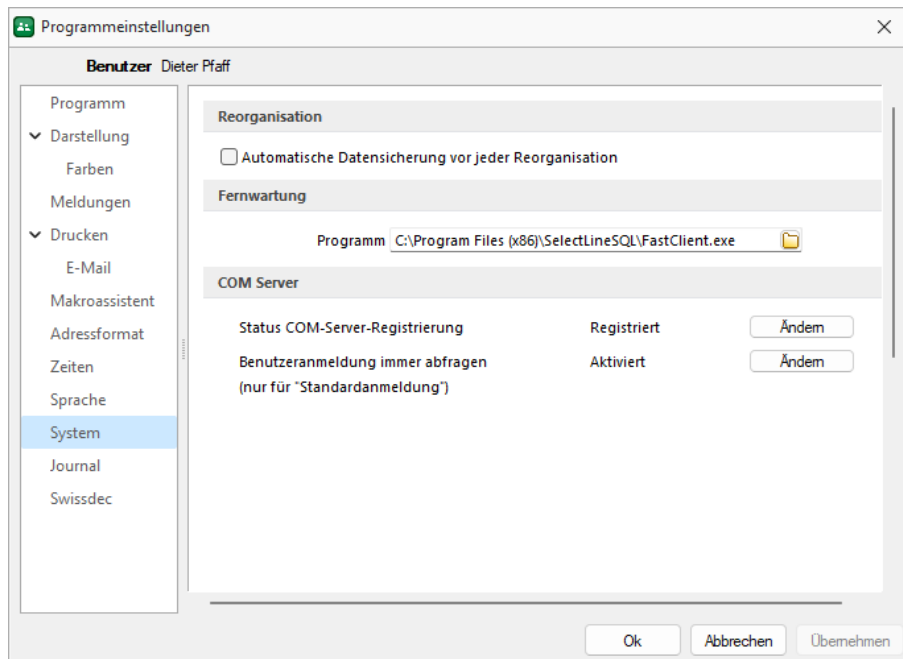 Programmeinstellungen
Benutzer Dieter Pfaff
Programm
Darstellung
Farben
Meldungen
Drucken
E-Mail
Makroassistent
Adressformat
Zeiten
Sprache
System
Journal
Swissdec
Reorganisation
Automatische Datensicherung vor jeder Reorganisation
Fernwartung
Programm C:\Program Files (x86)\SelectLineSQL\FastClient.exe
COM Server
Status COM-Server-Registrierung Registriert Ändern
Benutzeranmeldung immer abfragen Aktiviert Ändern
(nur für "Standardanmeldung")
Ok Abbrechen Übernehmen